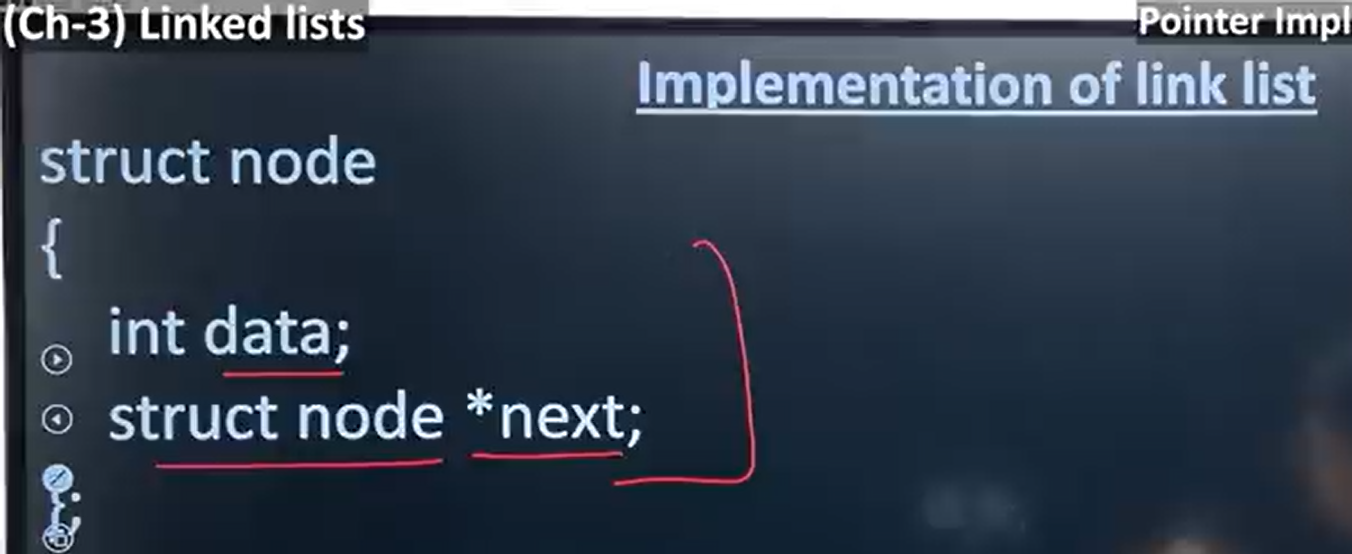 (Ch-3) Linked lists
Pointer Impl
Implementation of link list
struct node
{
int data;
struct node *next;
};